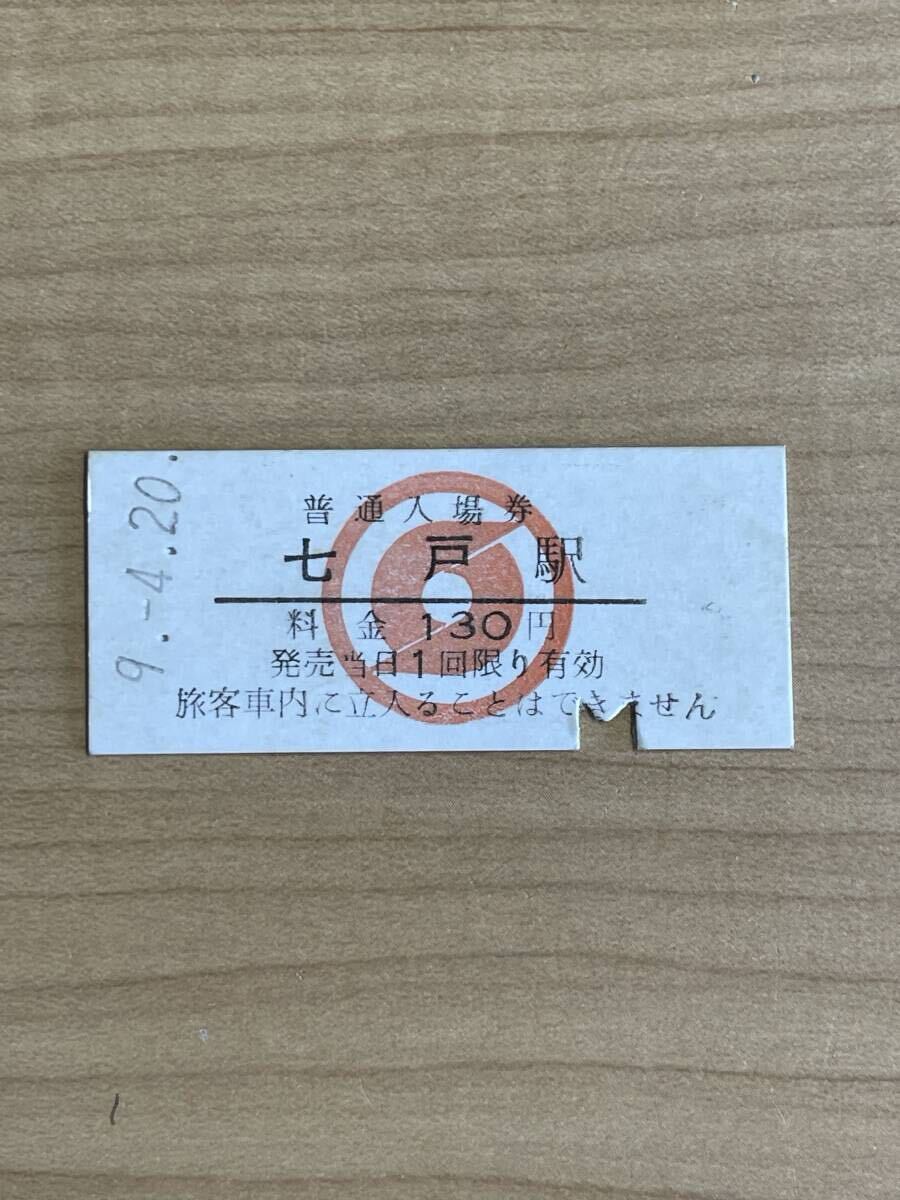 9.-4.20.
普通入場券
七戸駅
料金 130円
発売当日1回限り有効
旅客車内に立入ることはできません